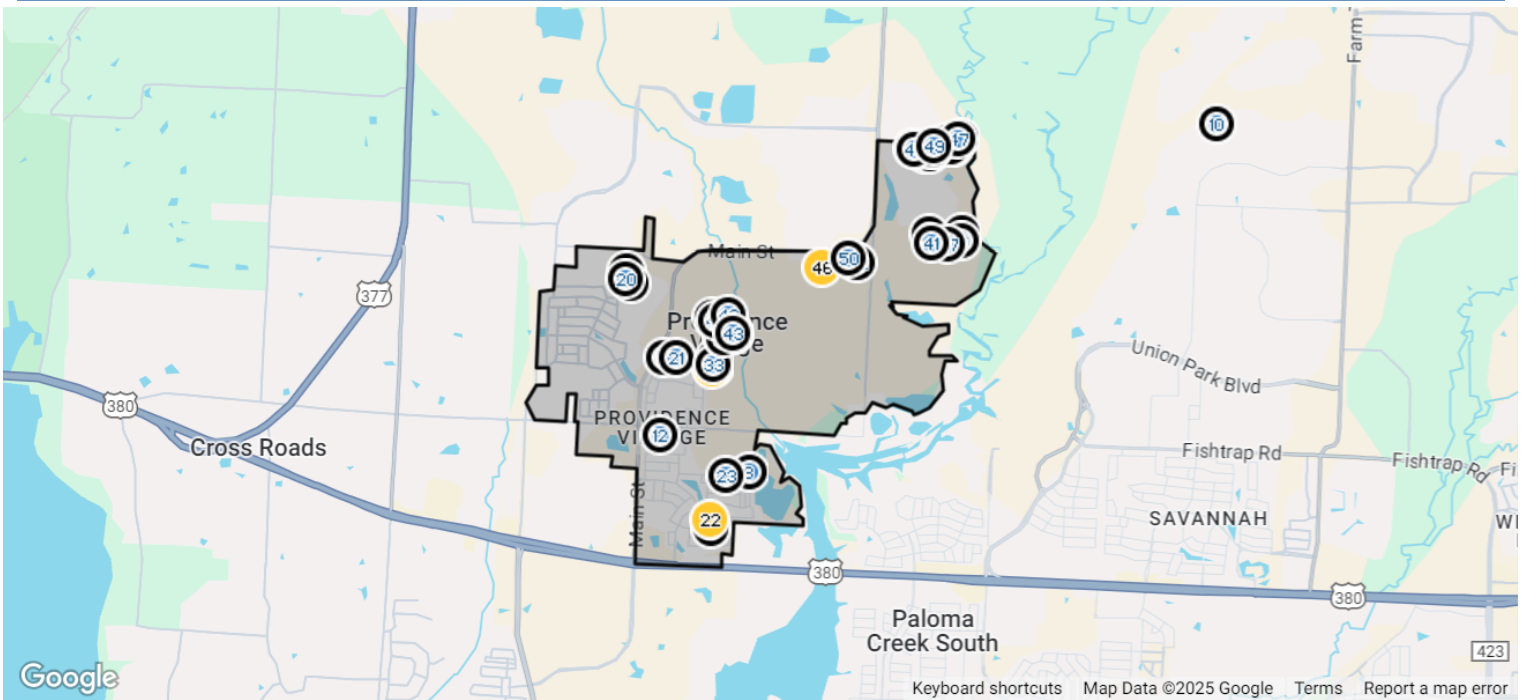 Farm
10
49
47
41
Main St
46
50
20
377
43
21
33
PROVIDENCE
12
380
Cross Roads
Union Park Blvd
Fishtrap Rd
Fishtrap Rd
23
22
Main St
SAVANNAH
380
380
Paloma
Creek South
423
Google
Keyboard shortcuts
Map Data ©2025 Google
Terms
Report a map error